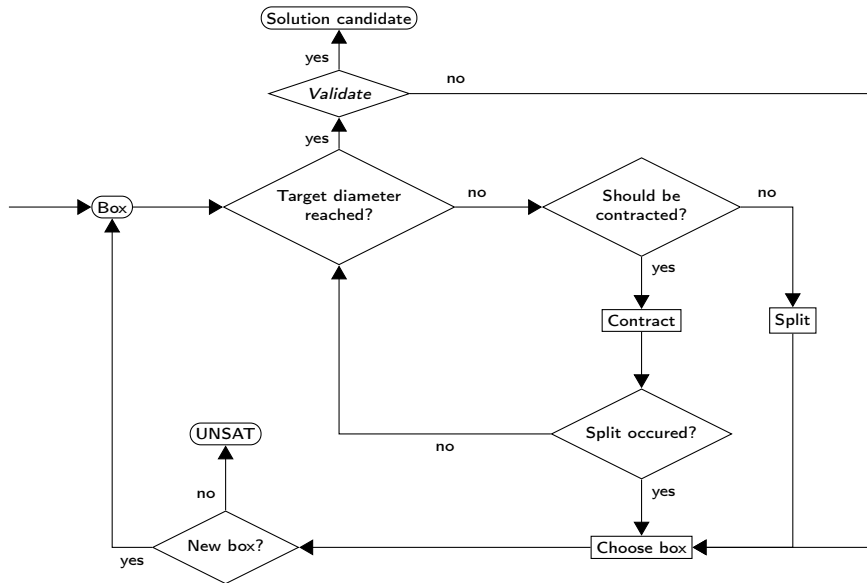 Solution candidate
yes
no
Validate
yes
Target diameter
reached?
no
Should be
contracted?
no
Box
yes
Contract
Split
UNSAT
Split occured?
no
no
yes
New box?
Choose box
yes